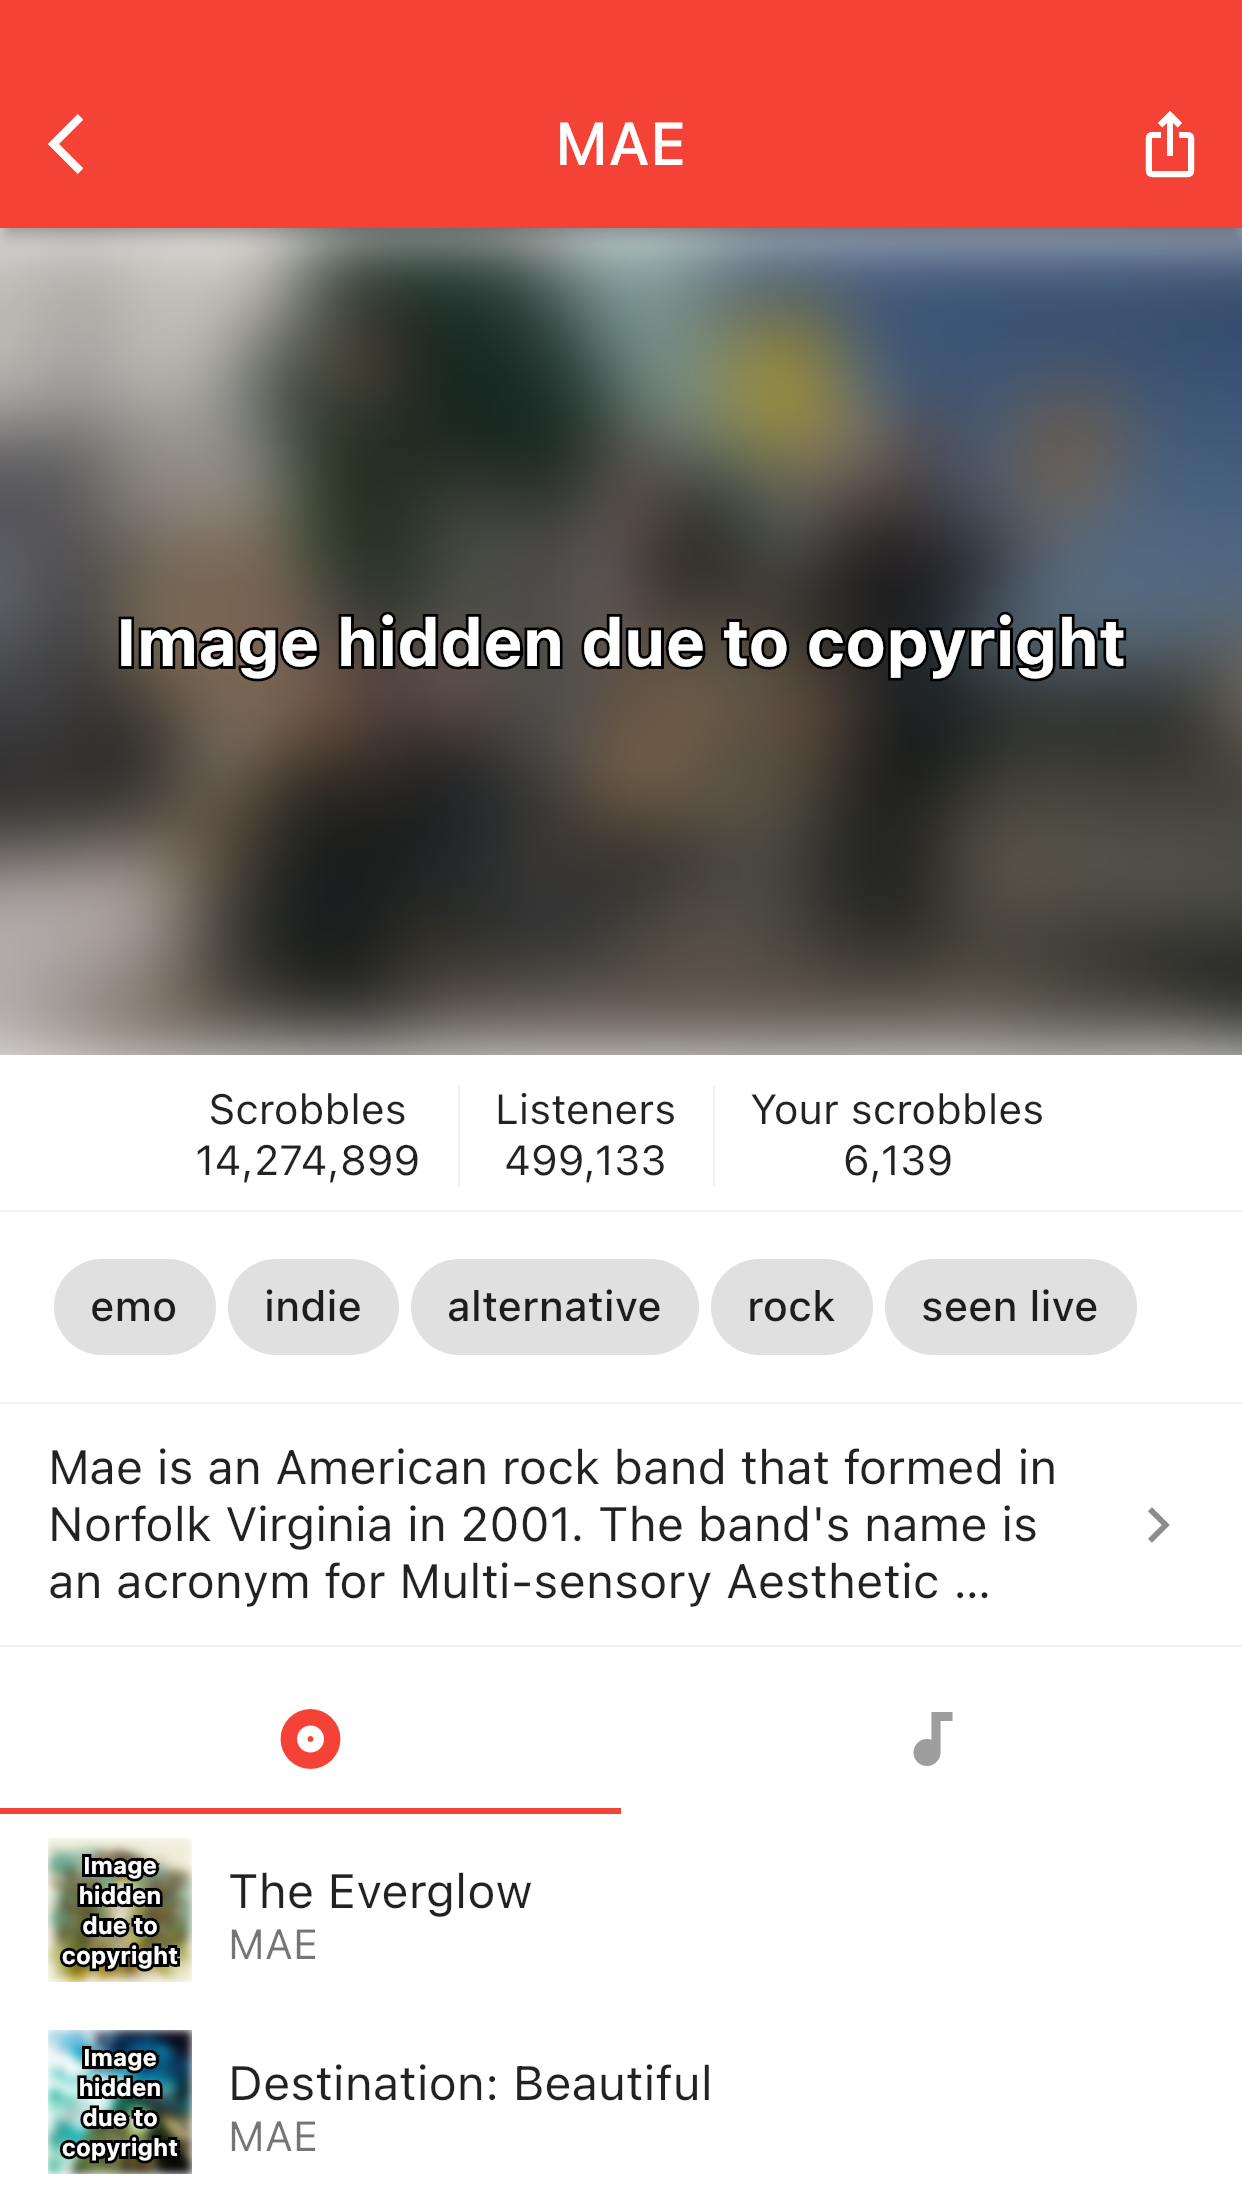 MAE
Image hidden due to copyright
Scrobbles
14,274,899
Listeners
499,133
Your scrobbles
6,139
emo
indie
alternative
rock
seen live
Mae is an American rock band that formed in
Norfolk Virginia in 2001. The band's name is
an acronym for Multi-sensory Aesthetic ...
Image
hidden
due to
copyright
The Everglow
MAE
Image
hidden
due to
copyright
Destination: Beautiful
MAE